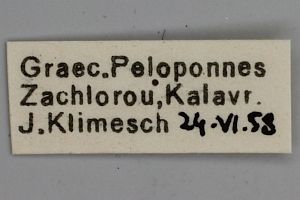 Graec.Peloponnes
Zachlorou,Kalavr.
J.Klimesch 24.VI.58